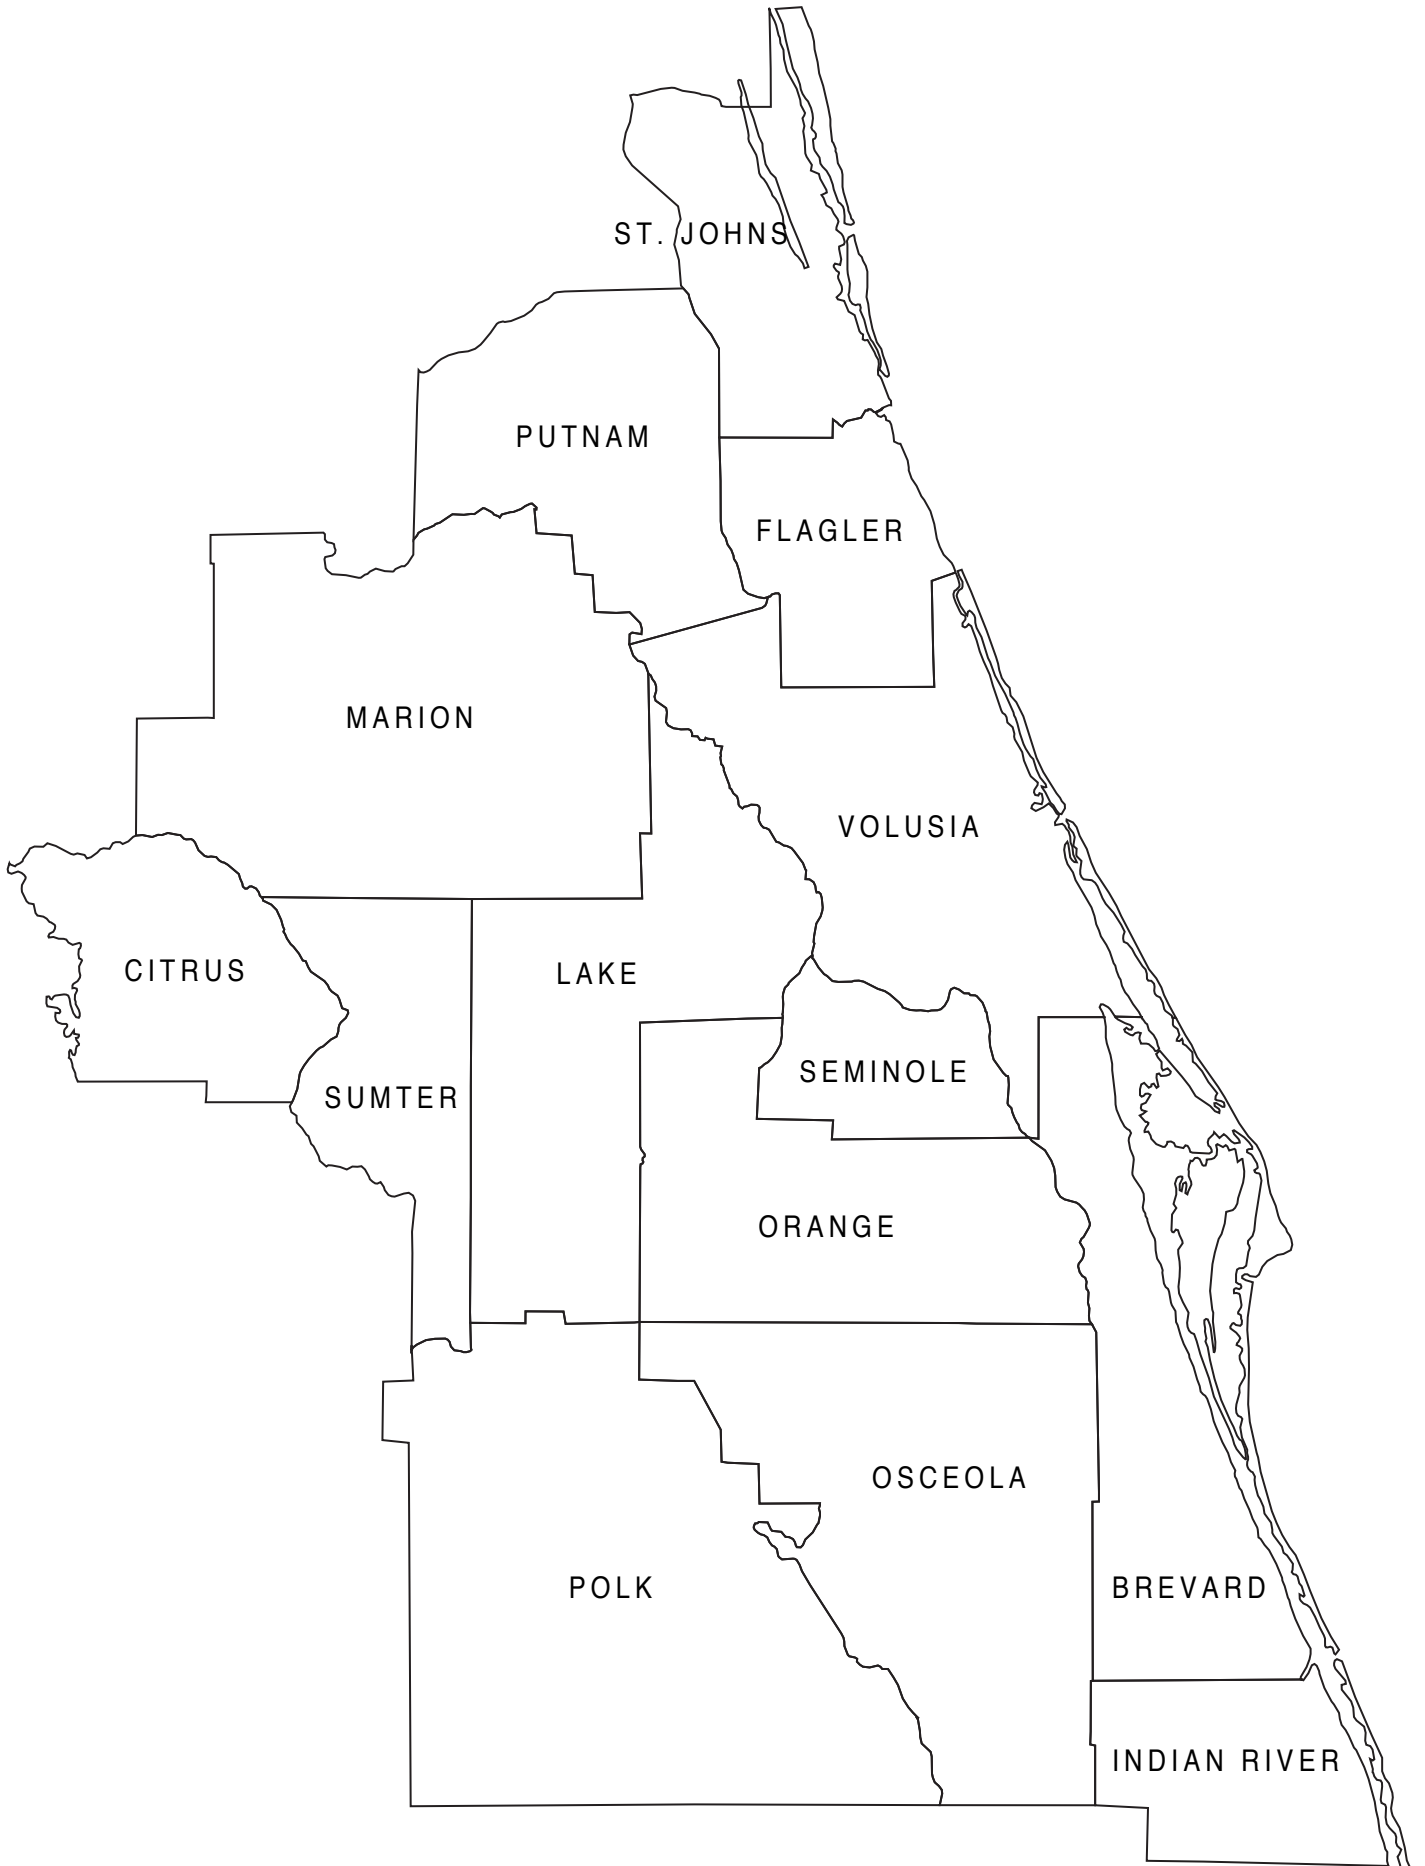 ST. JOHNS
PUTNAM
FLAGLER
MARION
VOLUSIA
CITRUS
LAKE
SEMINOLE
SUMTER
ORANGE
OSCEOLA
POLK
BREVARD
INDIAN RIVER